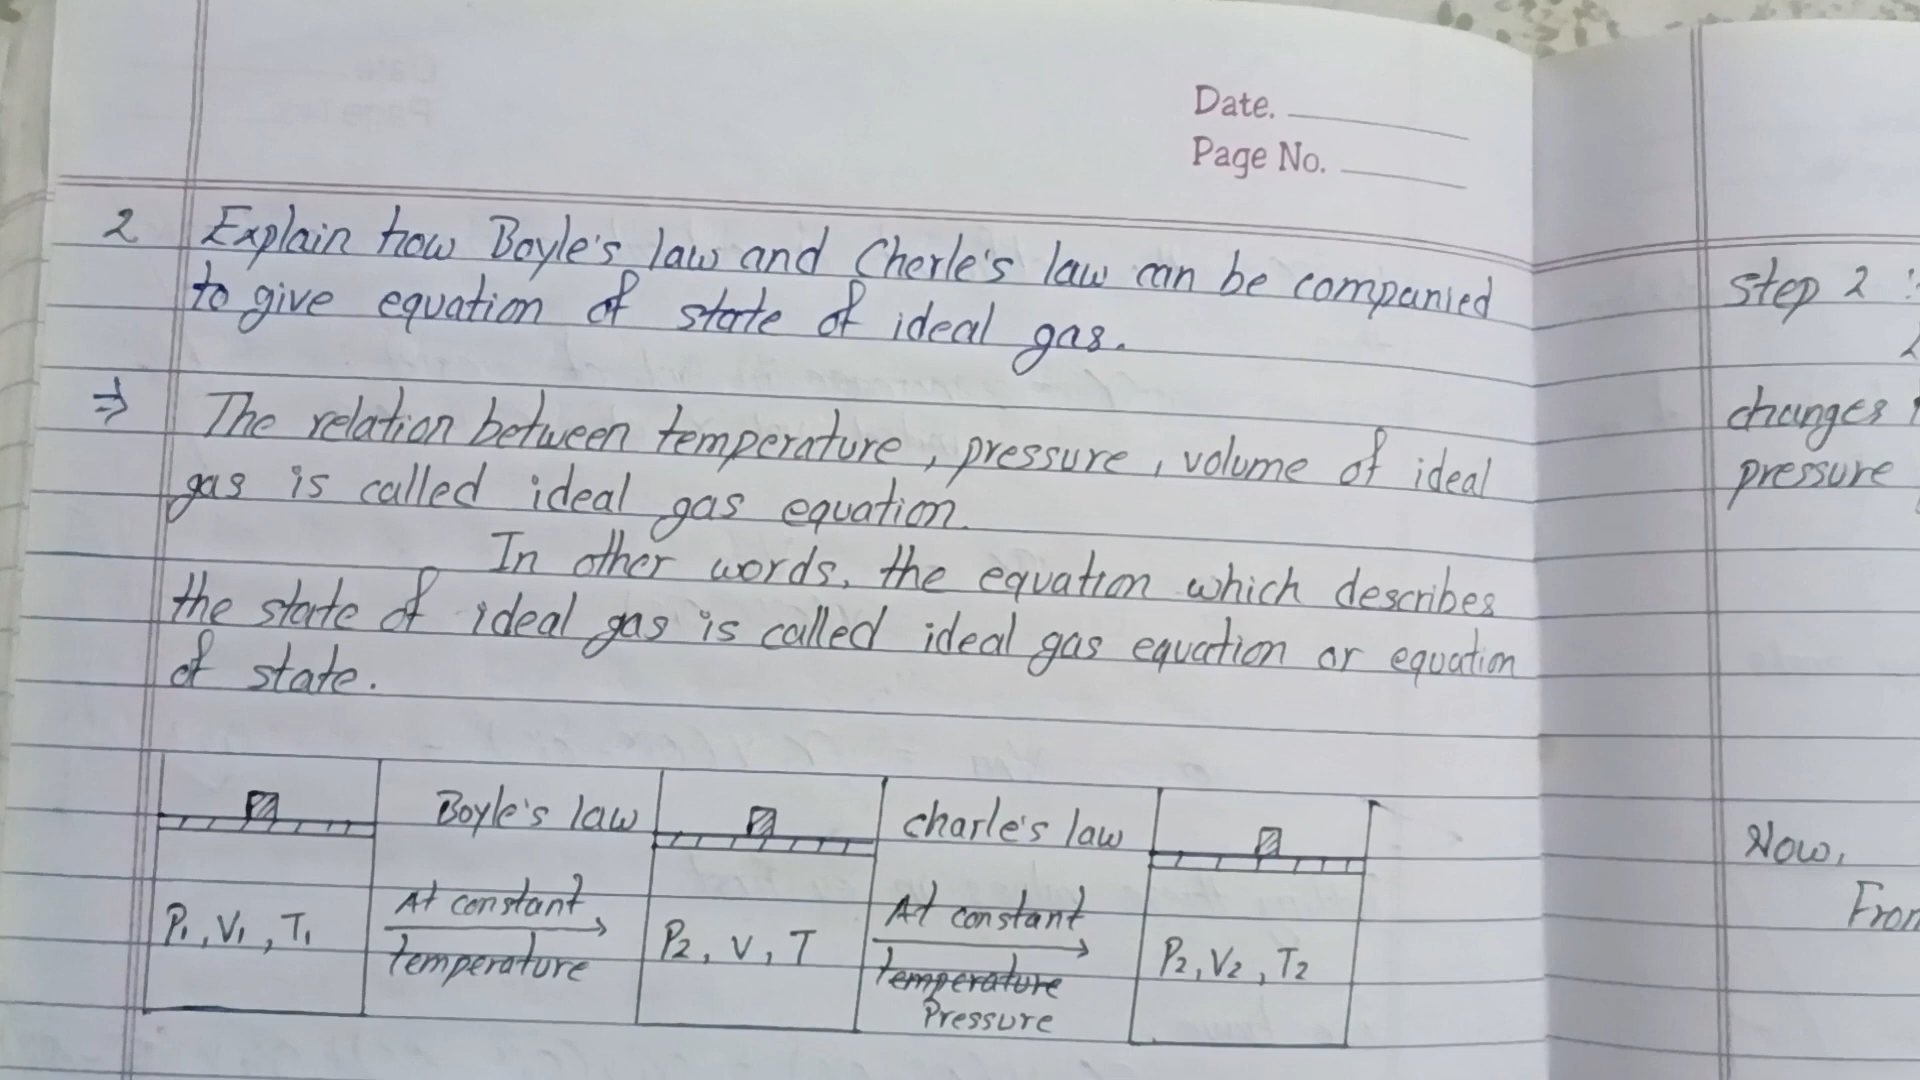 Date.
Page No.
2 Explain how Boyle's law and Cherle's law can be companied
to give equation of state of ideal gas.
⇒ The relation between temperature, pressure, volume of ideal
gas is called ideal gas equation.
In other words, the equation which describes
the state of ideal gas is called ideal gas equation or equation
of state.
Boyle's law
charle's law
P1, V1, T1
At constant
temperature
P2, V, T
At constant
temperature
Pressure
P2, V2, T2
step 2 :
changes
pressure
Now,